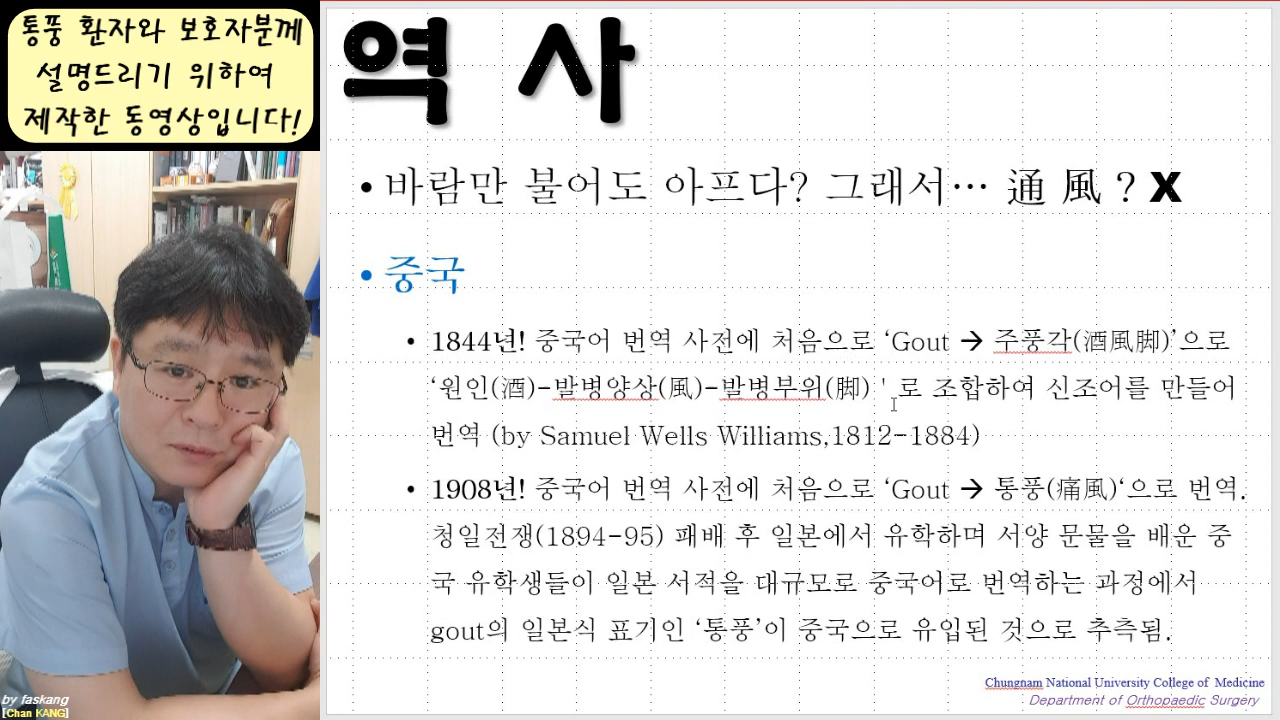 통풍 환자와 보호자분께
설명드리기 위하여
제작한 동영상입니다!
by faskang
[Chan KANG]
역 사
• 바람만 불어도 아프다? 그래서… 通 風 ? X
• 중국
• 1844년! 중국어 번역 사전에 처음으로 ‘Gout → 주풍각(酒風脚)’으로
‘원인(酒)-발병양상(風)-발병부위(脚) ' 로 조합하여 신조어를 만들어
번역 (by Samuel Wells Williams,1812-1884)
• 1908년! 중국어 번역 사전에 처음으로 ‘Gout → 통풍(痛風)‘으로 번역.
청일전쟁(1894-95) 패배 후 일본에서 유학하며 서양 문물을 배운 중
국 유학생들이 일본 서적을 대규모로 중국어로 번역하는 과정에서
gout의 일본식 표기인 ‘통풍’이 중국으로 유입된 것으로 추측됨.
Chungnam National University College of Medicine
Department of Orthopaedic Surgery